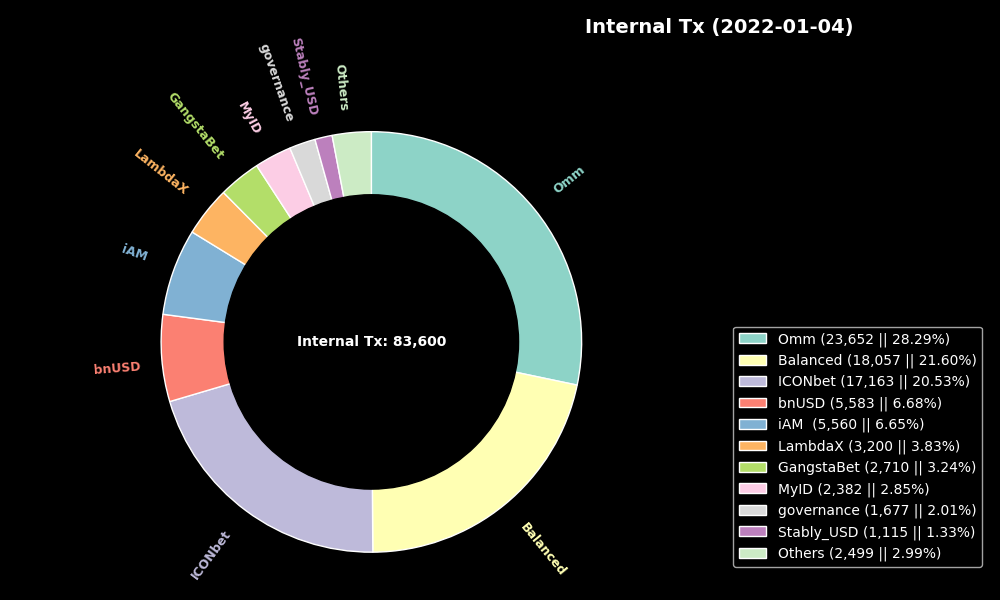 Internal Tx (2022-01-04)
Others
Stably_USD
governance
MyID
GangstaBet
LambdaX
iAM
bnUSD
ICONbet
Balanced
Omm
Internal Tx: 83,600
Omm (23,652 || 28.29%)
Balanced (18,057 || 21.60%)
ICONbet (17,163 || 20.53%)
bnUSD (5,583 || 6.68%)
iAM  (5,560 || 6.65%)
LambdaX (3,200 || 3.83%)
GangstaBet (2,710 || 3.24%)
MyID (2,382 || 2.85%)
governance (1,677 || 2.01%)
Stably_USD (1,115 || 1.33%)
Others (2,499 || 2.99%)